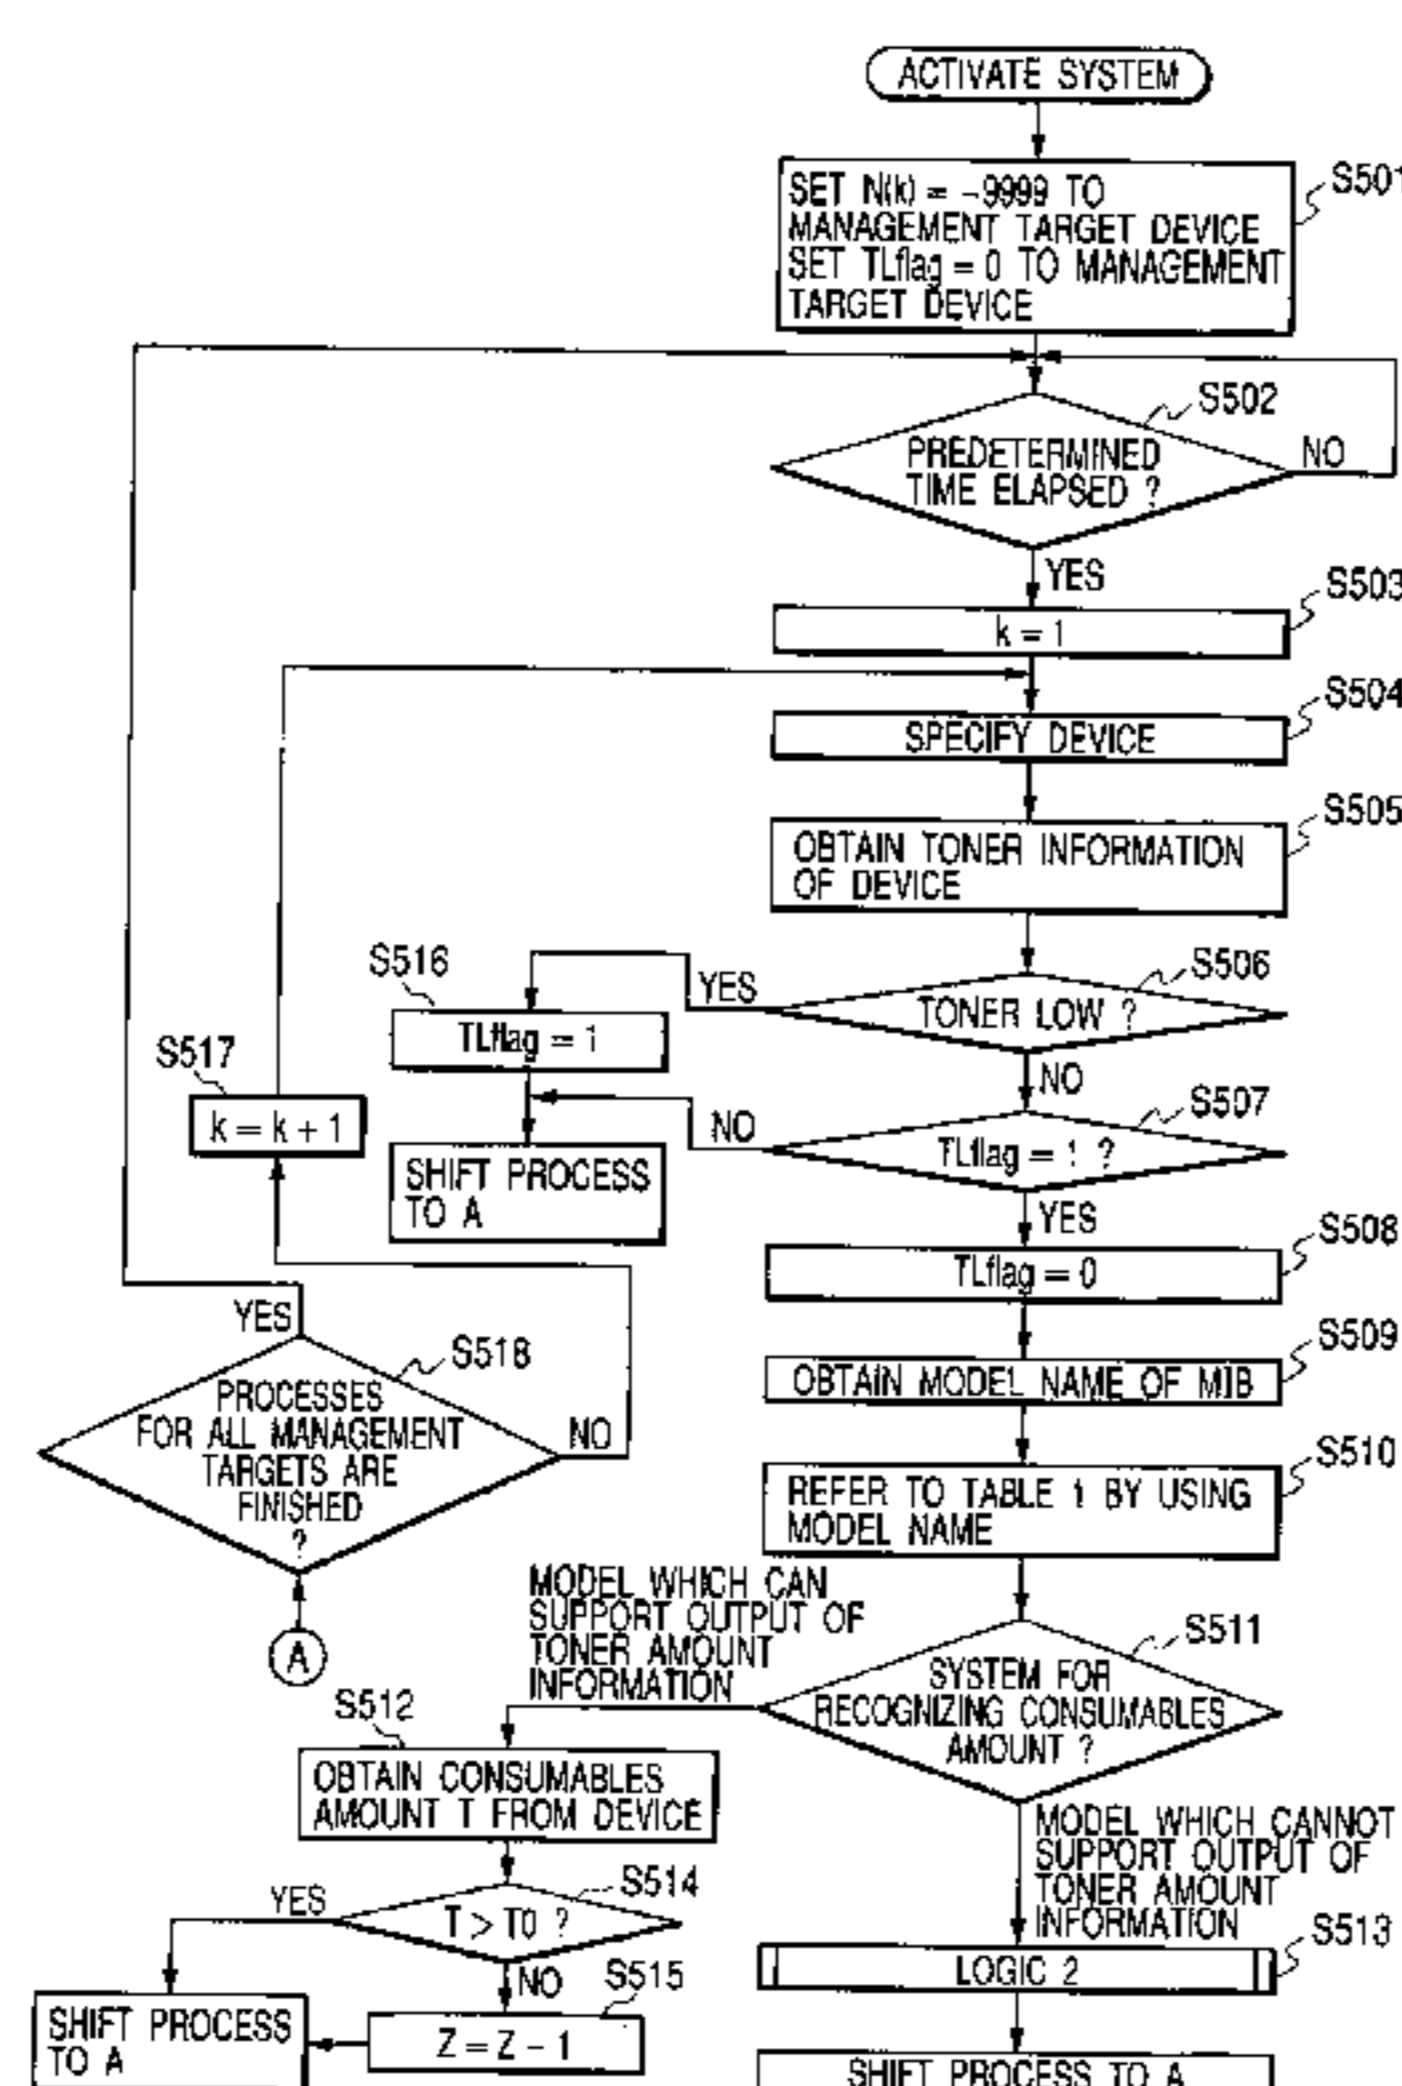 ACTIVATE SYSTEM
SET N(k) = -9999 TO
MANAGEMENT TARGET DEVICE
SET TLflag = 0 TO MANAGEMENT
TARGET DEVICE
S501
S502
PREDETERMINED
TIME ELAPSED ?
NO
YES
S503
k = 1
S504
SPECIFY DEVICE
S505
OBTAIN TONER INFORMATION
OF DEVICE
S506
TONER LOW ?
YES
NO
S516
TLflag = 1
S517
k = k + 1
S507
TLflag = 1 ?
NO
YES
SHIFT PROCESS
TO A
S508
TLflag = 0
S509
OBTAIN MODEL NAME OF MIB
S510
REFER TO TABLE 1 BY USING
MODEL NAME
YES
S518
PROCESSES
FOR ALL MANAGEMENT
TARGETS ARE
FINISHED
?
NO
A
S511
SYSTEM FOR
RECOGNIZING CONSUMABLES
AMOUNT ?
MODEL WHICH CAN
SUPPORT OUTPUT OF
TONER AMOUNT
INFORMATION
S512
OBTAIN CONSUMABLES
AMOUNT T FROM DEVICE
MODEL WHICH CANNOT
SUPPORT OUTPUT OF
TONER AMOUNT
INFORMATION
S514
T > T0 ?
YES
NO
S515
Z = Z - 1
SHIFT PROCESS
TO A
S513
LOGIC 2
SHIFT PROCESS TO A